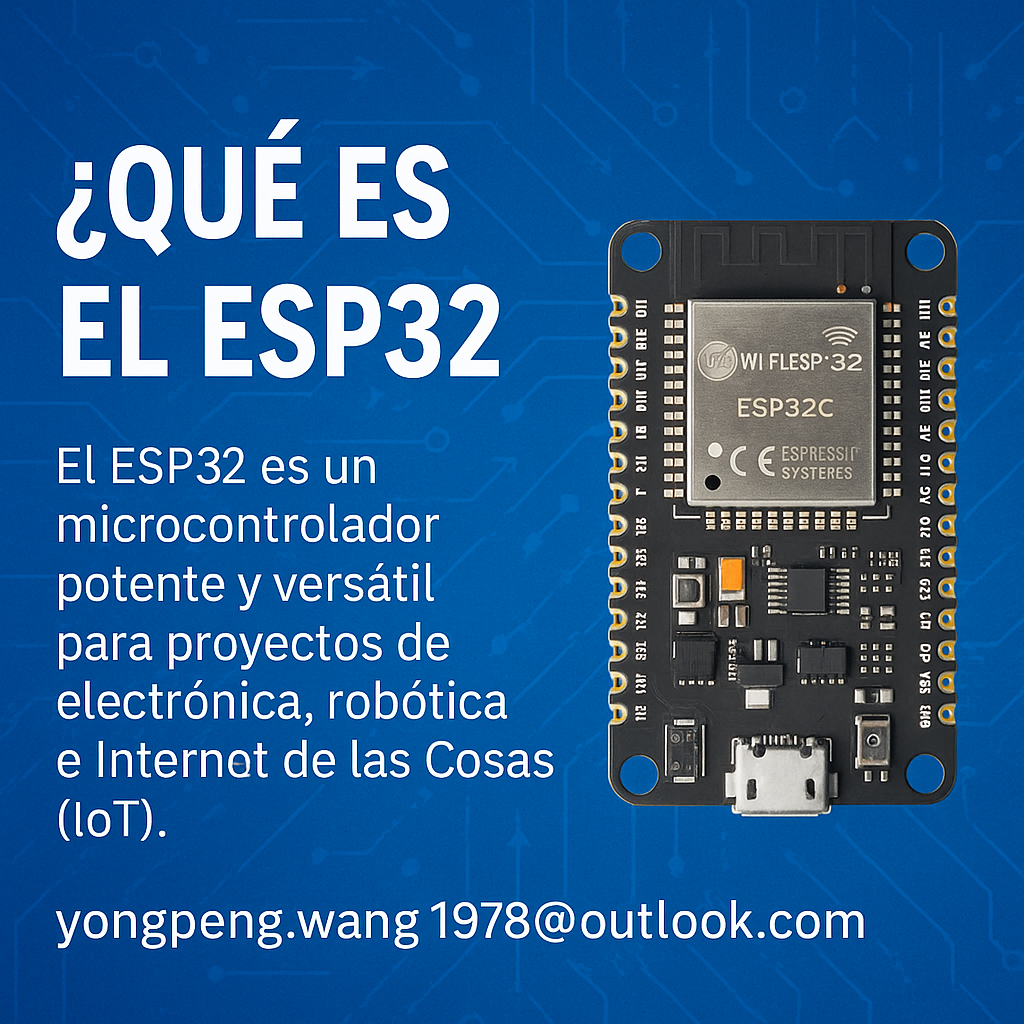 ¿QUÉ ES
EL ESP32
El ESP32 es un
microcontrolador
potente y versátil
para proyectos de
electrónica, robótica
e Internet de las Cosas
(IoT).
WI FLESP·32
ESP32C
CE ESPRESSIF
SYSTERES
yongpeng.wang 1978@outlook.com